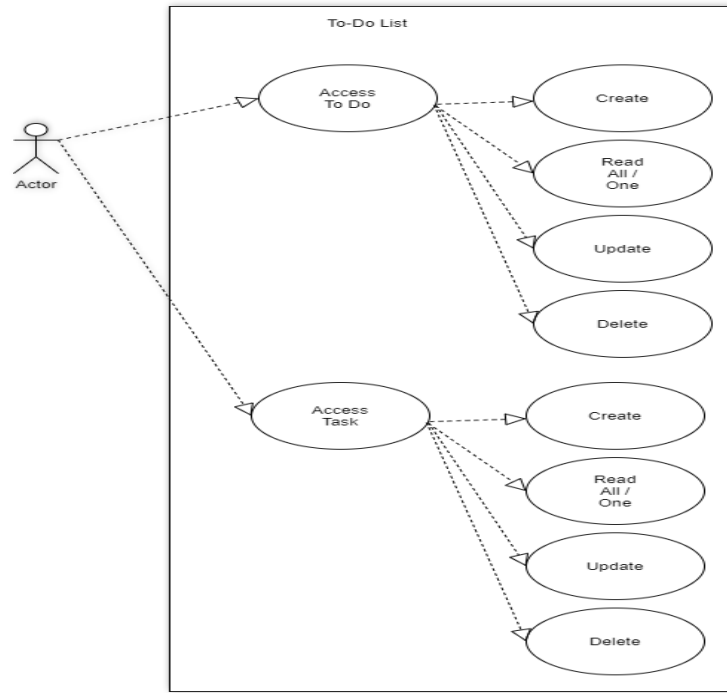 To-Do List
Access
To Do
Create
Read
All /
One
Update
Delete
Actor
Access
Task
Create
Read
All /
One
Update
Delete